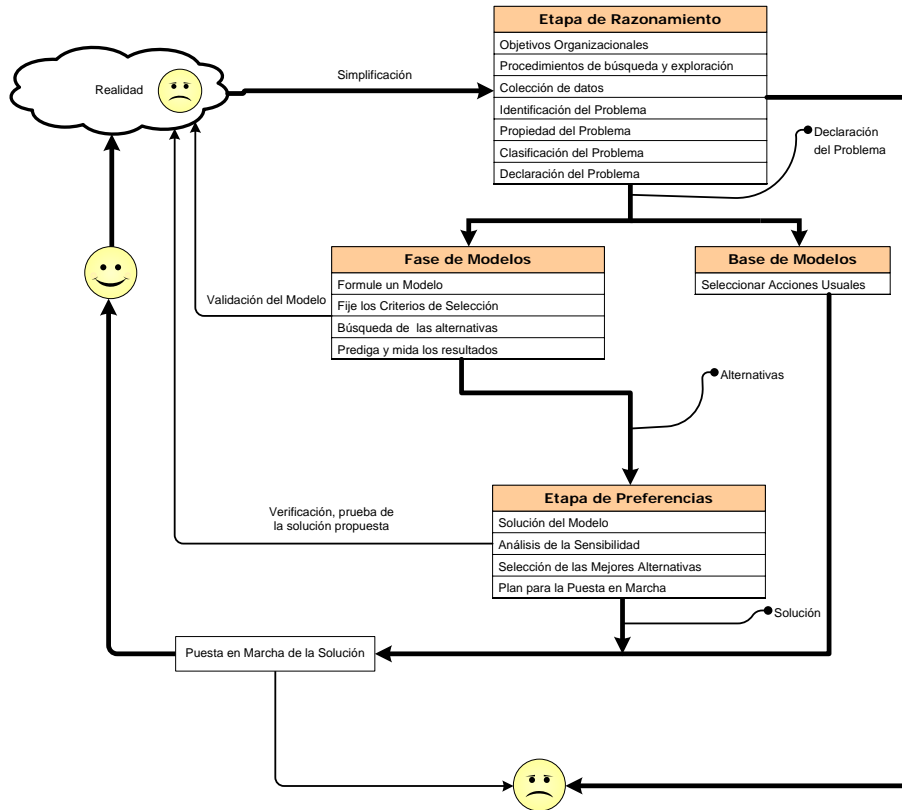 Etapa de Razonamiento
Objetivos Organizacionales
Procedimientos de búsqueda y exploración
Colección de datos
Identificación del Problema
Propiedad del Problema
Clasificación del Problema
Declaración del Problema
Realidad
Simplificación
Declaración
del Problema
Fase de Modelos
Formule un Modelo
Fije los Criterios de Selección
Búsqueda de las alternativas
Prediga y mida los resultados
Base de Modelos
Seleccionar Acciones Usuales
Validación del Modelo
Alternativas
Etapa de Preferencias
Solución del Modelo
Análisis de la Sensibilidad
Selección de las Mejores Alternativas
Plan para la Puesta en Marcha
Verificación, prueba de
la solución propuesta
Solución
Puesta en Marcha de la Solución